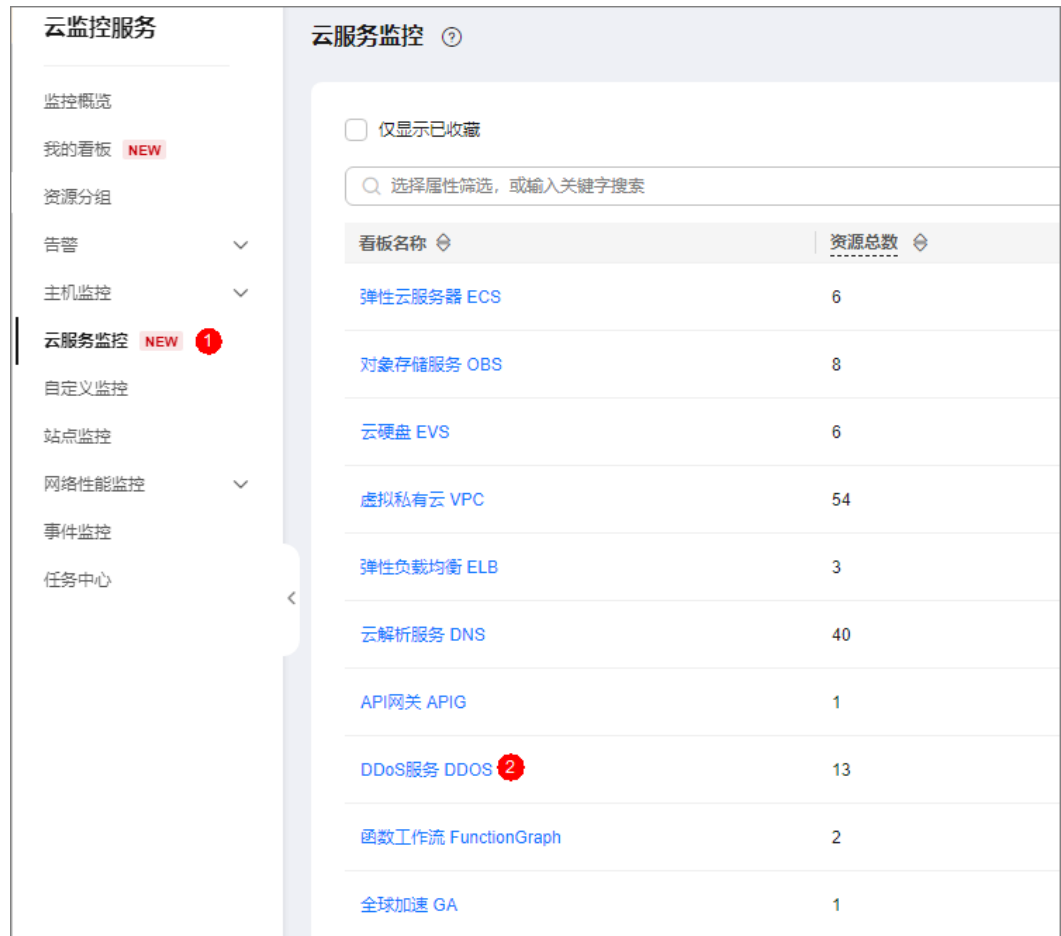 云监控服务
监控概览
我的看板 NEW
资源分组
告警
主机监控
云服务监控 NEW 1
自定义监控
站点监控
网络性能监控
事件监控
任务中心
云服务监控 ?
仅显示已收藏
选择属性筛选，或输入关键字搜索
看板名称 资源总数
弹性云服务器 ECS 6
对象存储服务 OBS 8
云硬盘 EVS 6
虚拟私有云 VPC 54
弹性负载均衡 ELB 3
云解析服务 DNS 40
API网关 APIG 1
DDoS服务 DDOS 2 13
函数工作流 FunctionGraph 2
全球加速 GA 1